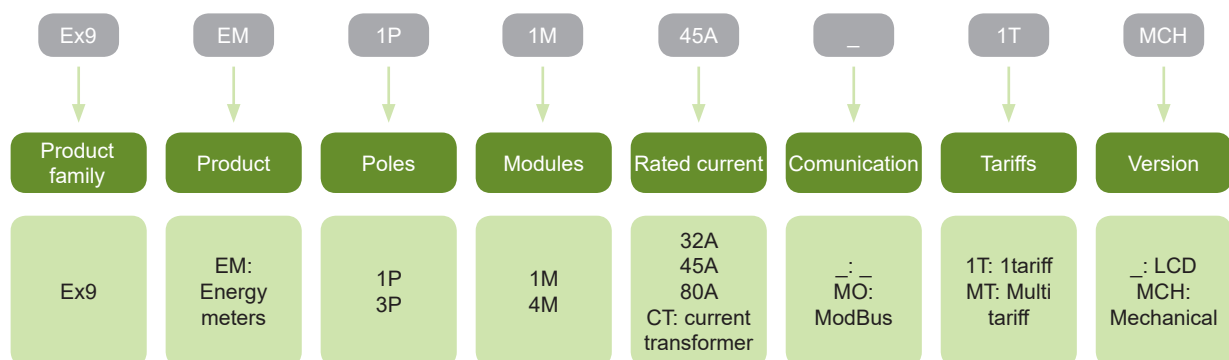 Ex9
EM
1P
1M
45A
_
1T
MCH
Product
family
Product
Poles
Modules
Rated current
Comunication
Tariffs
Version
Ex9
EM:
Energy
meters
1P
3P
1M
4M
32A
45A
80A
CT: current
transformer
_: _
MO:
ModBus
1T: 1tariff
MT: Multi
tariff
_: LCD
MCH:
Mechanical